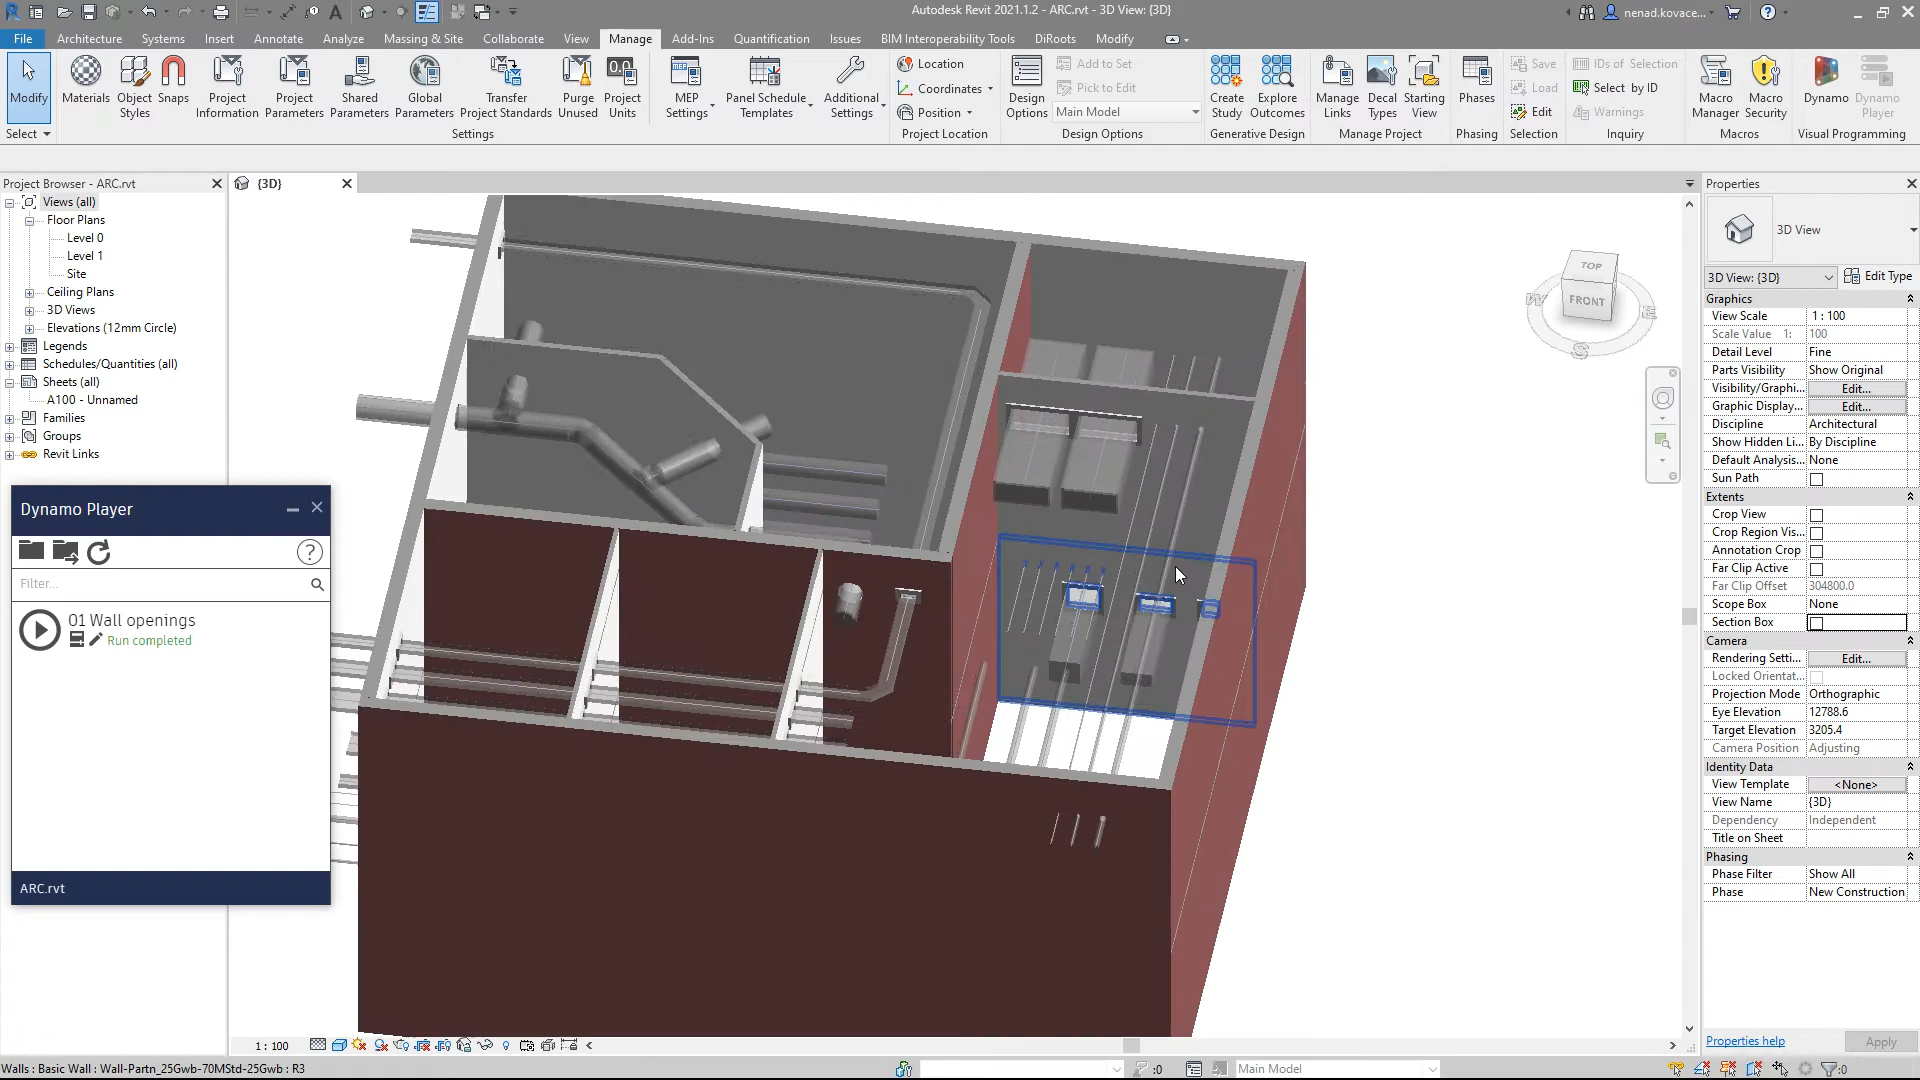 Autodesk Revit 2021.1.2 - ARC.rvt - 3D View: {3D}
nenad.kovace...
File
Architecture
Systems
Insert
Annotate
Analyze
Massing & Site
Collaborate
View
Manage
Add-Ins
Quantification
Issues
BIM Interoperability Tools
DiRoots
Modify
Modify
Materials
Object Styles
Snaps
Project Information
Project Parameters
Shared Parameters
Global Parameters
Transfer Project Standards
Purge Unused
Project Units
MEP Settings
Panel Schedule Templates
Additional Settings
Location
Coordinates
Position
Design Options
Add to Set
Pick to Edit
Main Model
Create Study
Explore Outcomes
Manage Links
Decal Types
Starting View
Phases
Save
Load
Edit
IDs of Selection
Select by ID
Warnings
Macro Manager
Macro Security
Dynamo
Dynamo Player
Select
Settings
Project Location
Design Options
Generative Design
Manage Project
Phasing
Selection
Inquiry
Macros
Visual Programming
Project Browser - ARC.rvt
Views (all)
Floor Plans
Level 0
Level 1
Site
Ceiling Plans
3D Views
Elevations (12mm Circle)
Legends
Schedules/Quantities (all)
Sheets (all)
A100 - Unnamed
Families
Groups
Revit Links
Dynamo Player
Filter...
01 Wall openings
Run completed
ARC.rvt
{3D}
TOP
FRONT
W
E
S
Properties
3D View
3D View: {3D}
Edit Type
Graphics
View Scale 1 : 100
Scale Value 1: 100
Detail Level Fine
Parts Visibility Show Original
Visibility/Graphi... Edit...
Graphic Display... Edit...
Discipline Architectural
Show Hidden Li... By Discipline
Default Analysis... None
Sun Path
Extents
Crop View
Crop Region Vis...
Annotation Crop
Far Clip Active
Far Clip Offset 304800.0
Scope Box None
Section Box
Camera
Rendering Setti... Edit...
Locked Orientat...
Projection Mode Orthographic
Eye Elevation 12788.6
Target Elevation 3205.4
Camera Position Adjusting
Identity Data
View Template <None>
View Name {3D}
Dependency Independent
Title on Sheet
Phasing
Phase Filter Show All
Phase New Construction
Properties help
Apply
1 : 100
Walls : Basic Wall : Wall-Partn_25Gwb-70MStd-25Gwb : R3
:0
Main Model
:0